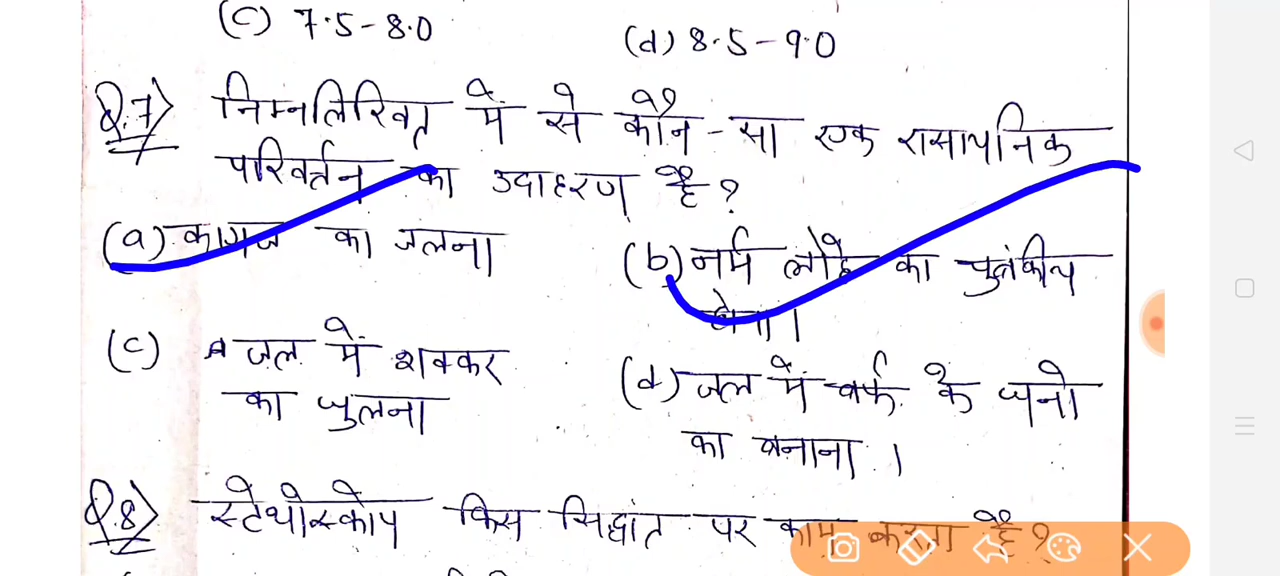 (C) 7.5-8.0
(d) 8.5-9.0
Q.7) निम्नलिखित में से कौन-सा एक रासायनिक
परिवर्तन का उदाहरण है?
(a) कागज का जलना
(b) नर्म लोहे का चुंबकीय
होना।
(c) जल में शक्कर
का घुलना
(d) जल में बर्फ के घनो
का बनाना।
Q.8) स्टेथोस्कोप किस सिद्धांत पर काम करता है?